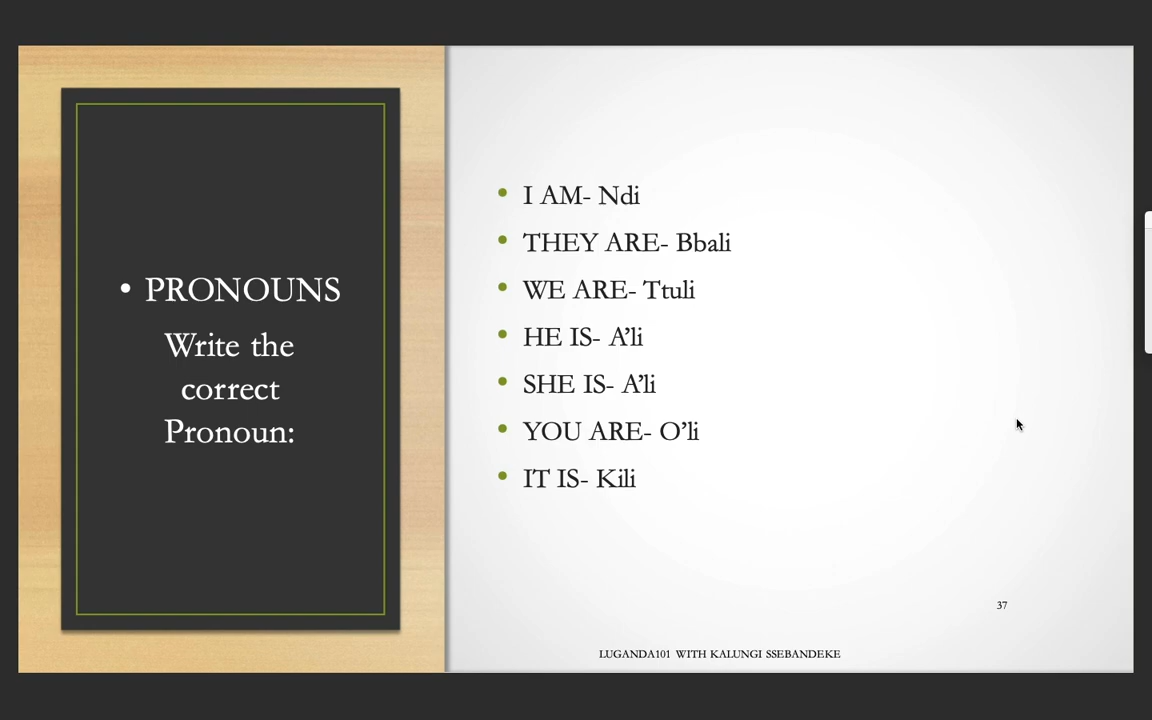 • PRONOUNS
Write the
correct
Pronoun:
• I AM- Ndi
• THEY ARE- Bbali
• WE ARE- Ttuli
• HE IS- A’li
• SHE IS- A’li
• YOU ARE- O’li
• IT IS- Kili
37
LUGANDA101 WITH KALUNGI SSEBANDEKE